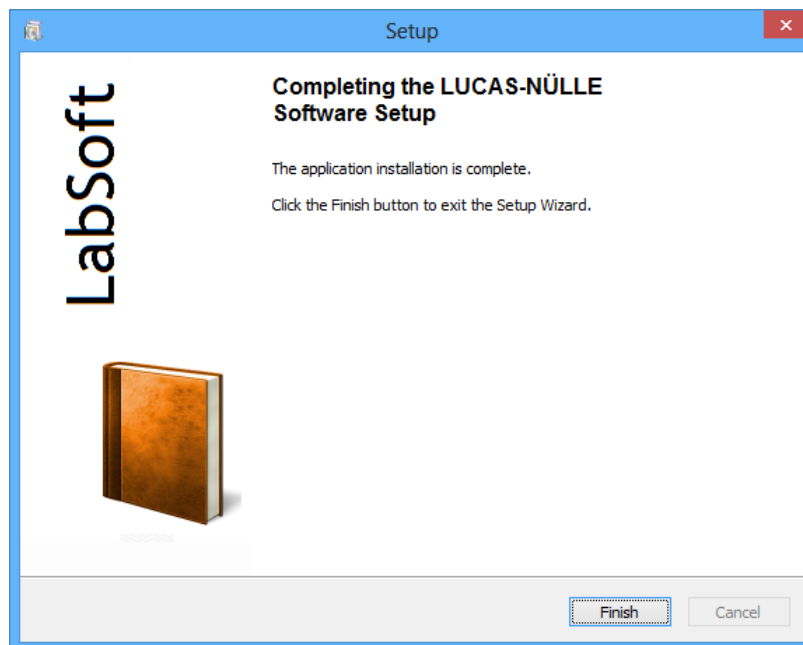 Setup
LabSoft
Completing the LUCAS-NÜLLE
Software Setup
The application installation is complete.
Click the Finish button to exit the Setup Wizard.
Finish
Cancel